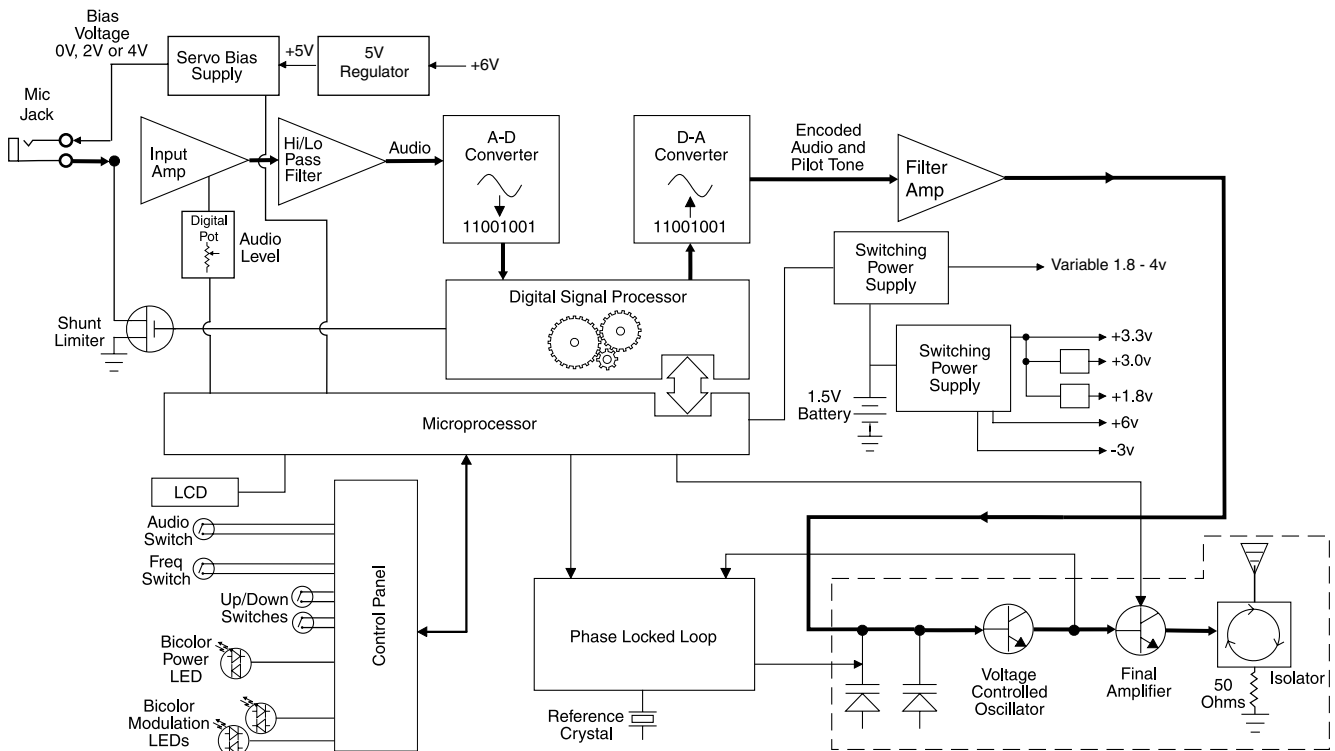 Bias
Voltage
0V, 2V or 4V
Servo Bias
Supply
+5V
5V
Regulator
+6V
Mic
Jack
Input
Amp
Hi/Lo
Pass
Filter
Audio
A-D
Converter
11001001
D-A
Converter
11001001
Encoded
Audio and
Pilot Tone
Filter
Amp
Digital
Pot
Audio
Level
Switching
Power
Supply
Variable 1.8 - 4v
Digital Signal Processor
Shunt
Limiter
Switching
Power
Supply
+3.3v
+3.0v
+1.8v
+6v
-3v
1.5V
Battery
Microprocessor
LCD
Audio
Switch
Freq
Switch
Up/Down
Switches
Bicolor
Power
LED
Bicolor
Modulation
LEDs
Control Panel
Phase Locked Loop
Reference
Crystal
Voltage
Controlled
Oscillator
Final
Amplifier
50
Ohms
Isolator